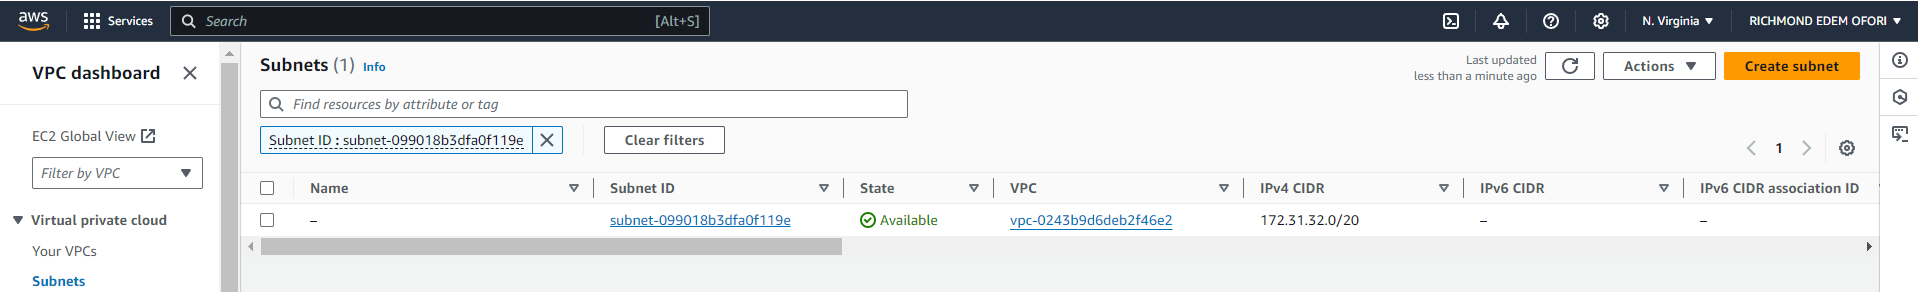 aws Services Search [Alt+S] N. Virginia RICHMOND EDEM OFORI
VPC dashboard
EC2 Global View
Filter by VPC
Virtual private cloud
Your VPCs
Subnets
Subnets (1) Info
Last updated
less than a minute ago
Actions
Create subnet
Find resources by attribute or tag
Subnet ID : subnet-099018b3dfa0f119e
Clear filters
1
Name Subnet ID State VPC IPv4 CIDR IPv6 CIDR IPv6 CIDR association ID
– subnet-099018b3dfa0f119e Available vpc-0243b9d6deb2f46e2 172.31.32.0/20 – –